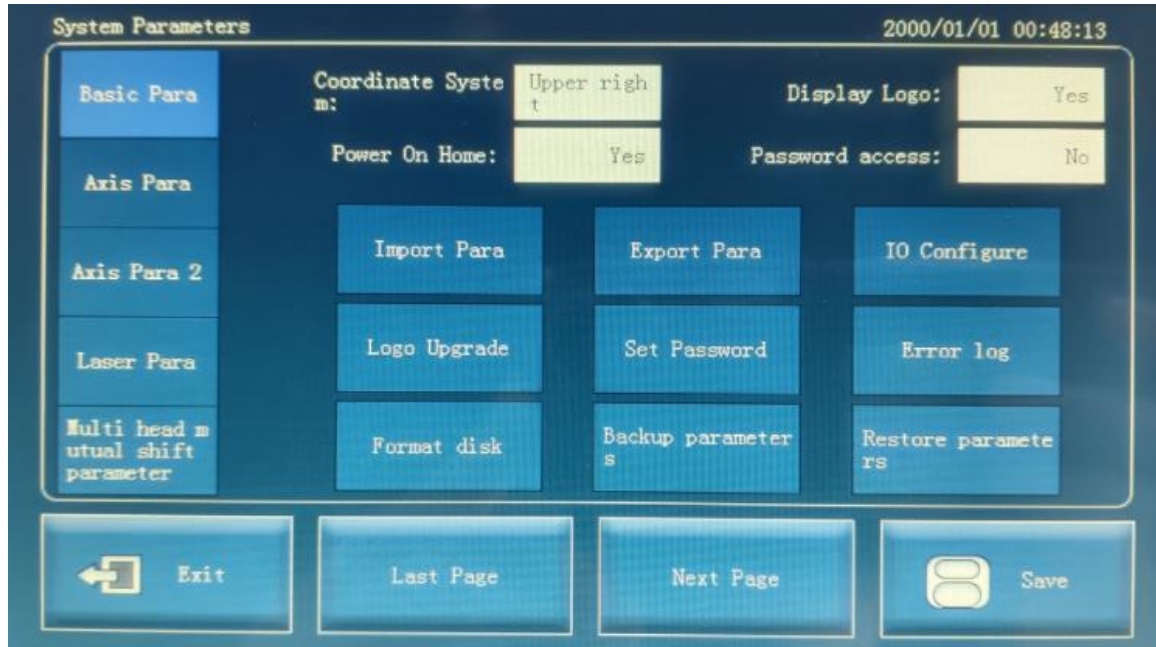 System Parameters
2000/01/01 00:48:13
Basic Para
Axis Para
Axis Para 2
Laser Para
Multi head m
utual shift
parameter
Coordinate Syste
m:
Upper righ
t
Display Logo:
Yes
Power On Home:
Yes
Password access:
No
Import Para
Export Para
IO Configure
Logo Upgrade
Set Password
Error log
Format disk
Backup parameter
s
Restore paramete
rs
Exit
Last Page
Next Page
Save